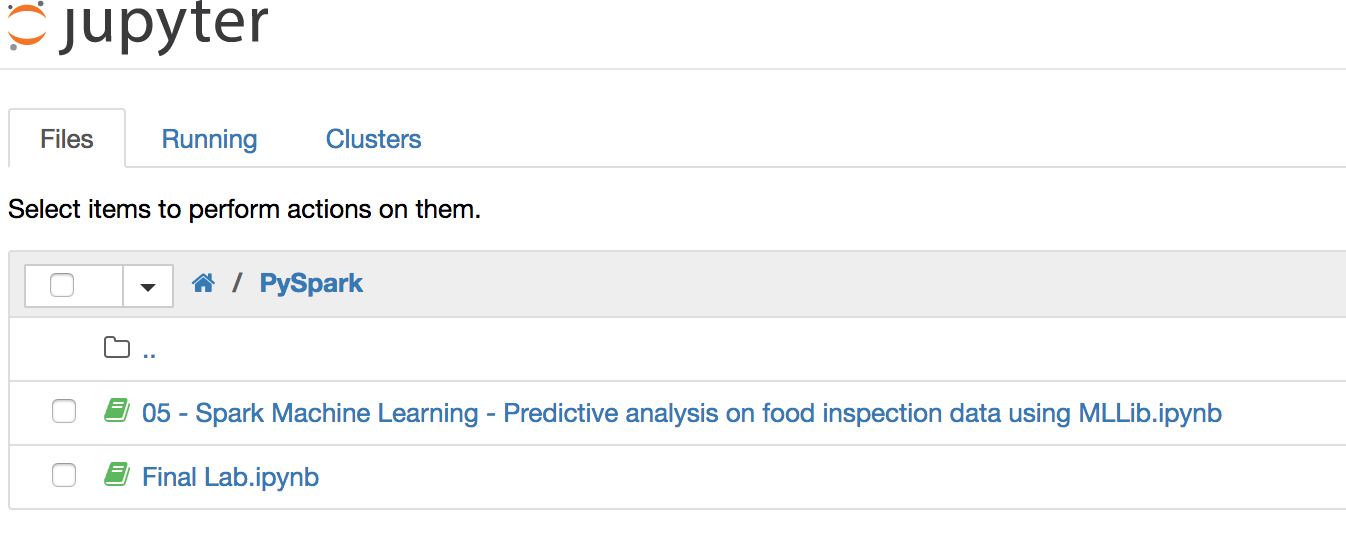 jupyter
Files Running Clusters
Select items to perform actions on them.
/ PySpark
..
05 - Spark Machine Learning - Predictive analysis on food inspection data using MLLib.ipynb
Final Lab.ipynb